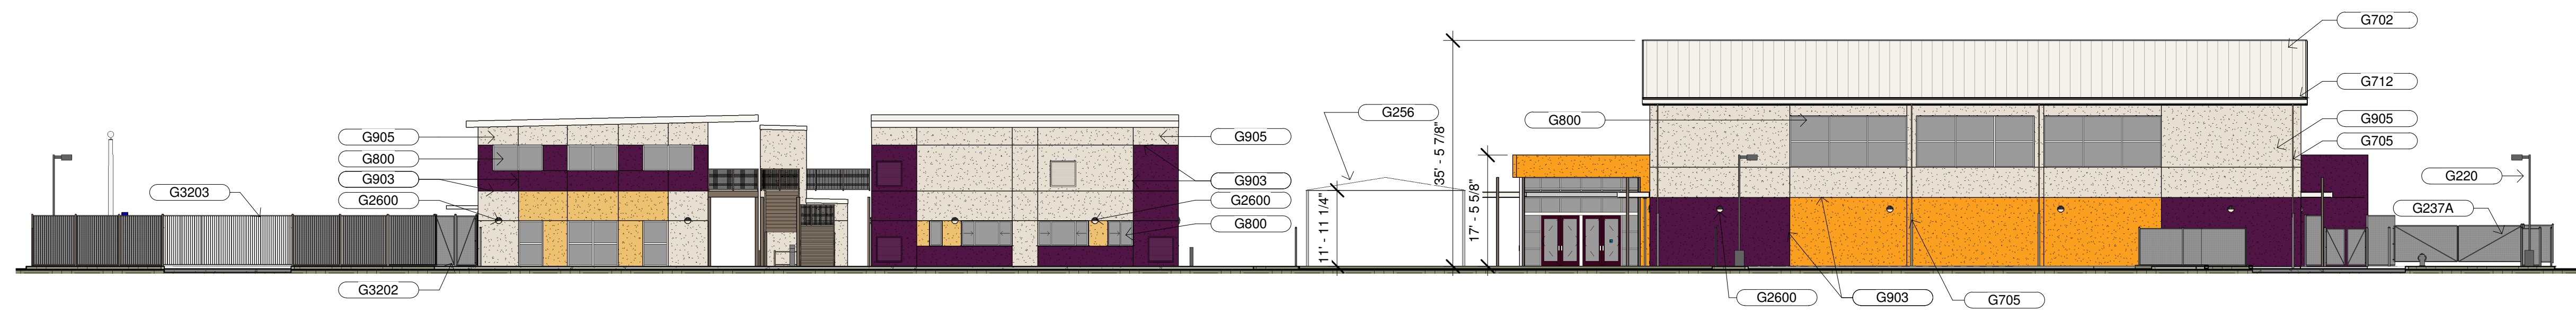 G702
G712
G905
G705
G220
G237A
G256
G800
35' - 5 7/8"
17' - 5 5/8"
11' - 11 1/4"
G905
G800
G903
G2600
G3203
G3202
G905
G903
G2600
G800
G2600
G903
G705